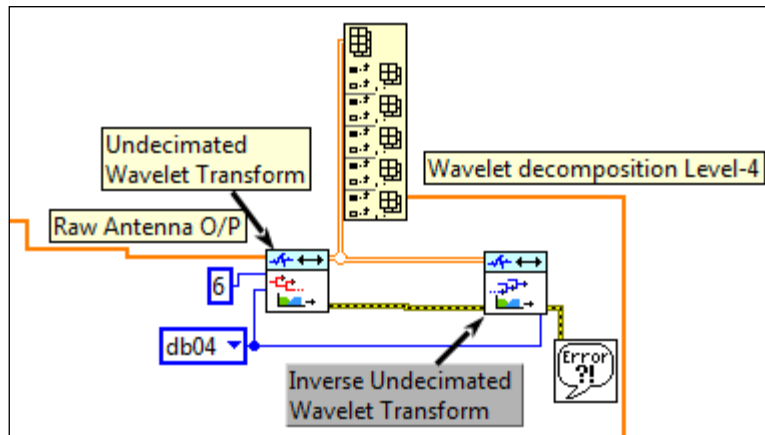 Undecimated
Wavelet Transform
Wavelet decomposition Level-4
Raw Antenna O/P
6
db04
Error
?!
Inverse Undecimated
Wavelet Transform